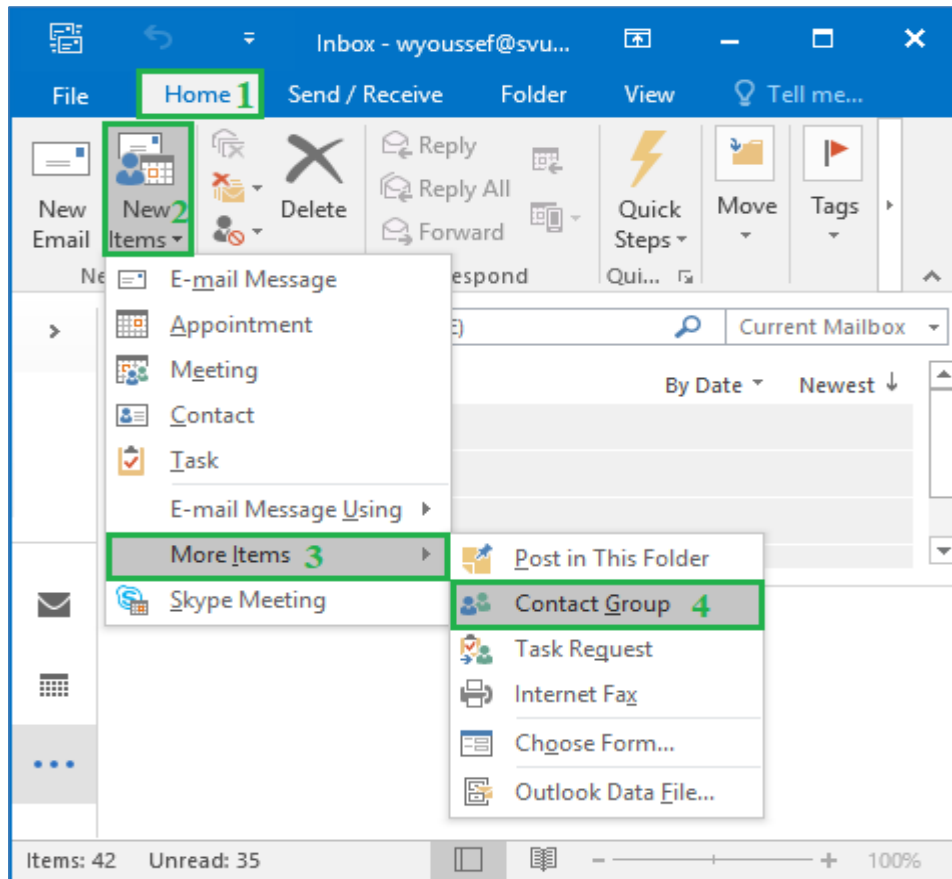 Inbox - wyoussef@svu...
File Home 1 Send / Receive Folder View Tell me...
New Email
New Items 2
Delete
Reply
Reply All
Forward
Quick Steps
Move
Tags
espond
Qui...
E-mail Message
Appointment
Meeting
Contact
Task
E-mail Message Using
More Items 3
Skype Meeting
Current Mailbox
By Date Newest ↓
Post in This Folder
Contact Group 4
Task Request
Internet Fax
Choose Form...
Outlook Data File...
Items: 42 Unread: 35 100%